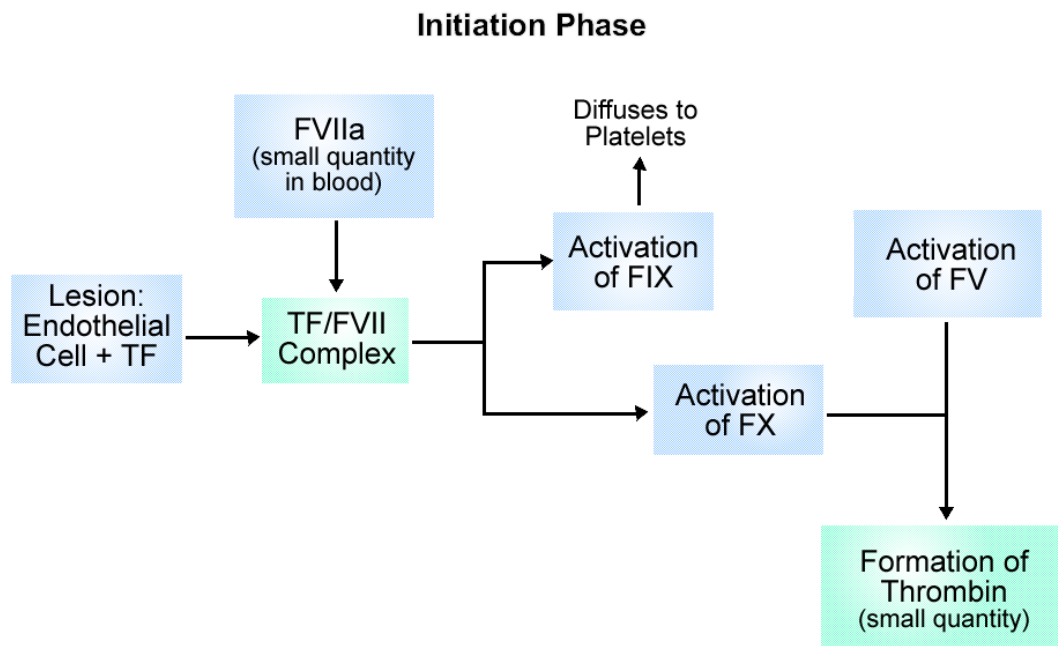 Initiation Phase
FVIIa
(small quantity
in blood)
Diffuses to
Platelets
Activation
of FIX
Activation
of FV
Lesion:
Endothelial
Cell + TF
TF/FVII
Complex
Activation
of FX
Formation of
Thrombin
(small quantity)